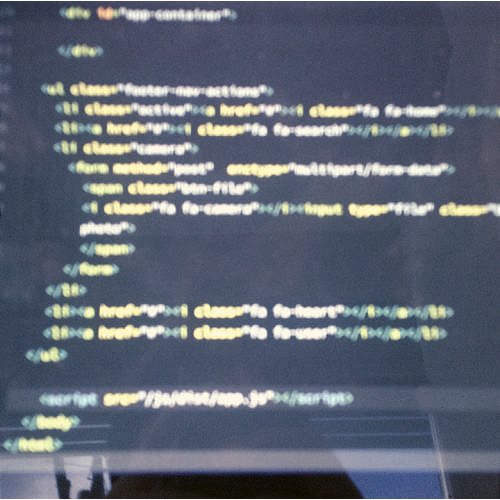 <div id="app-container">
</div>
<ul class="footer-nav-actions">
<li class="active"><a href="#"><i class="fa fa-home"></i>
<li><a href="#"><i class="fa fa-search"></i></a></li>
<li class="camera">
<form method="post" enctype="multipart/form-data">
<span class="btn-file">
<i class="fa fa-camera"></i><input type="file" class=
photo">
</span>
</form>
</li>
<li><a href="#"><i class="fa fa-heart"></i></a></li>
<li><a href="#"><i class="fa fa-user"></i></a></li>
</ul>
<script src="/js/dist/app.js"></script>
</body>
</html>